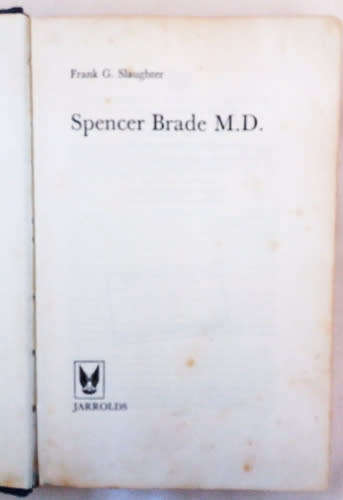 Frank G. Slaughter
Spencer Brade M.D.
JARROLDS